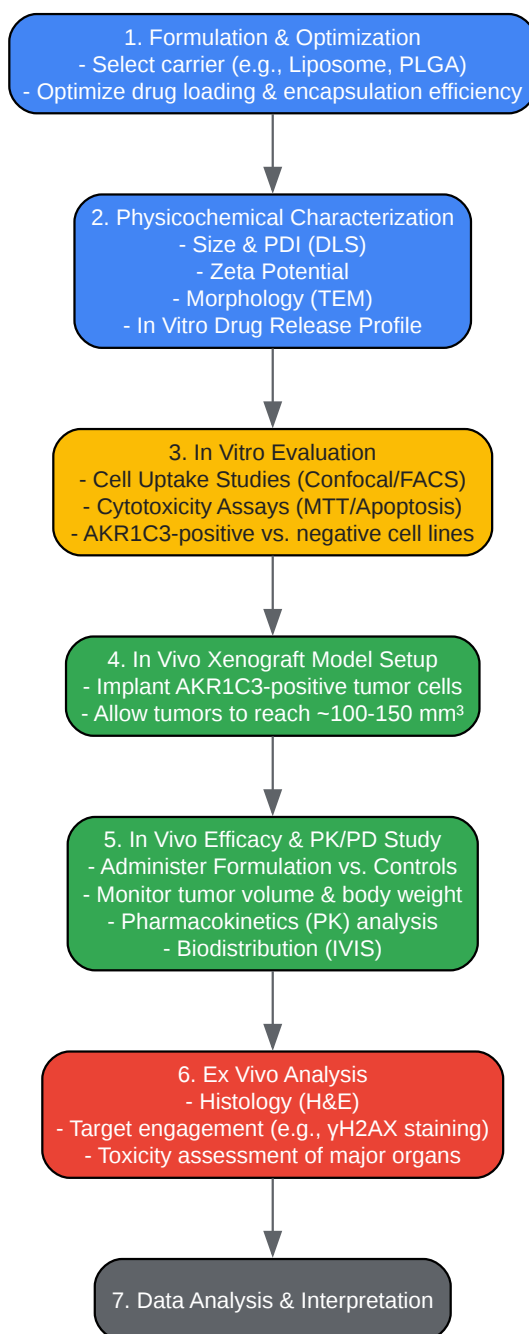 1. Formulation & Optimization
- Select carrier (e.g., Liposome, PLGA)
- Optimize drug loading & encapsulation efficiency
2. Physicochemical Characterization
- Size & PDI (DLS)
- Zeta Potential
- Morphology (TEM)
- In Vitro Drug Release Profile
3. In Vitro Evaluation
- Cell Uptake Studies (Confocal/FACS)
- Cytotoxicity Assays (MTT/Apoptosis)
- AKR1C3-positive vs. negative cell lines
4. In Vivo Xenograft Model Setup
- Implant AKR1C3-positive tumor cells
- Allow tumors to reach ~100-150 mm³
5. In Vivo Efficacy & PK/PD Study
- Administer Formulation vs. Controls
- Monitor tumor volume & body weight
- Pharmacokinetics (PK) analysis
- Biodistribution (IVIS)
6. Ex Vivo Analysis
- Histology (H&E)
- Target engagement (e.g., γH2AX staining)
- Toxicity assessment of major organs
7. Data Analysis & Interpretation